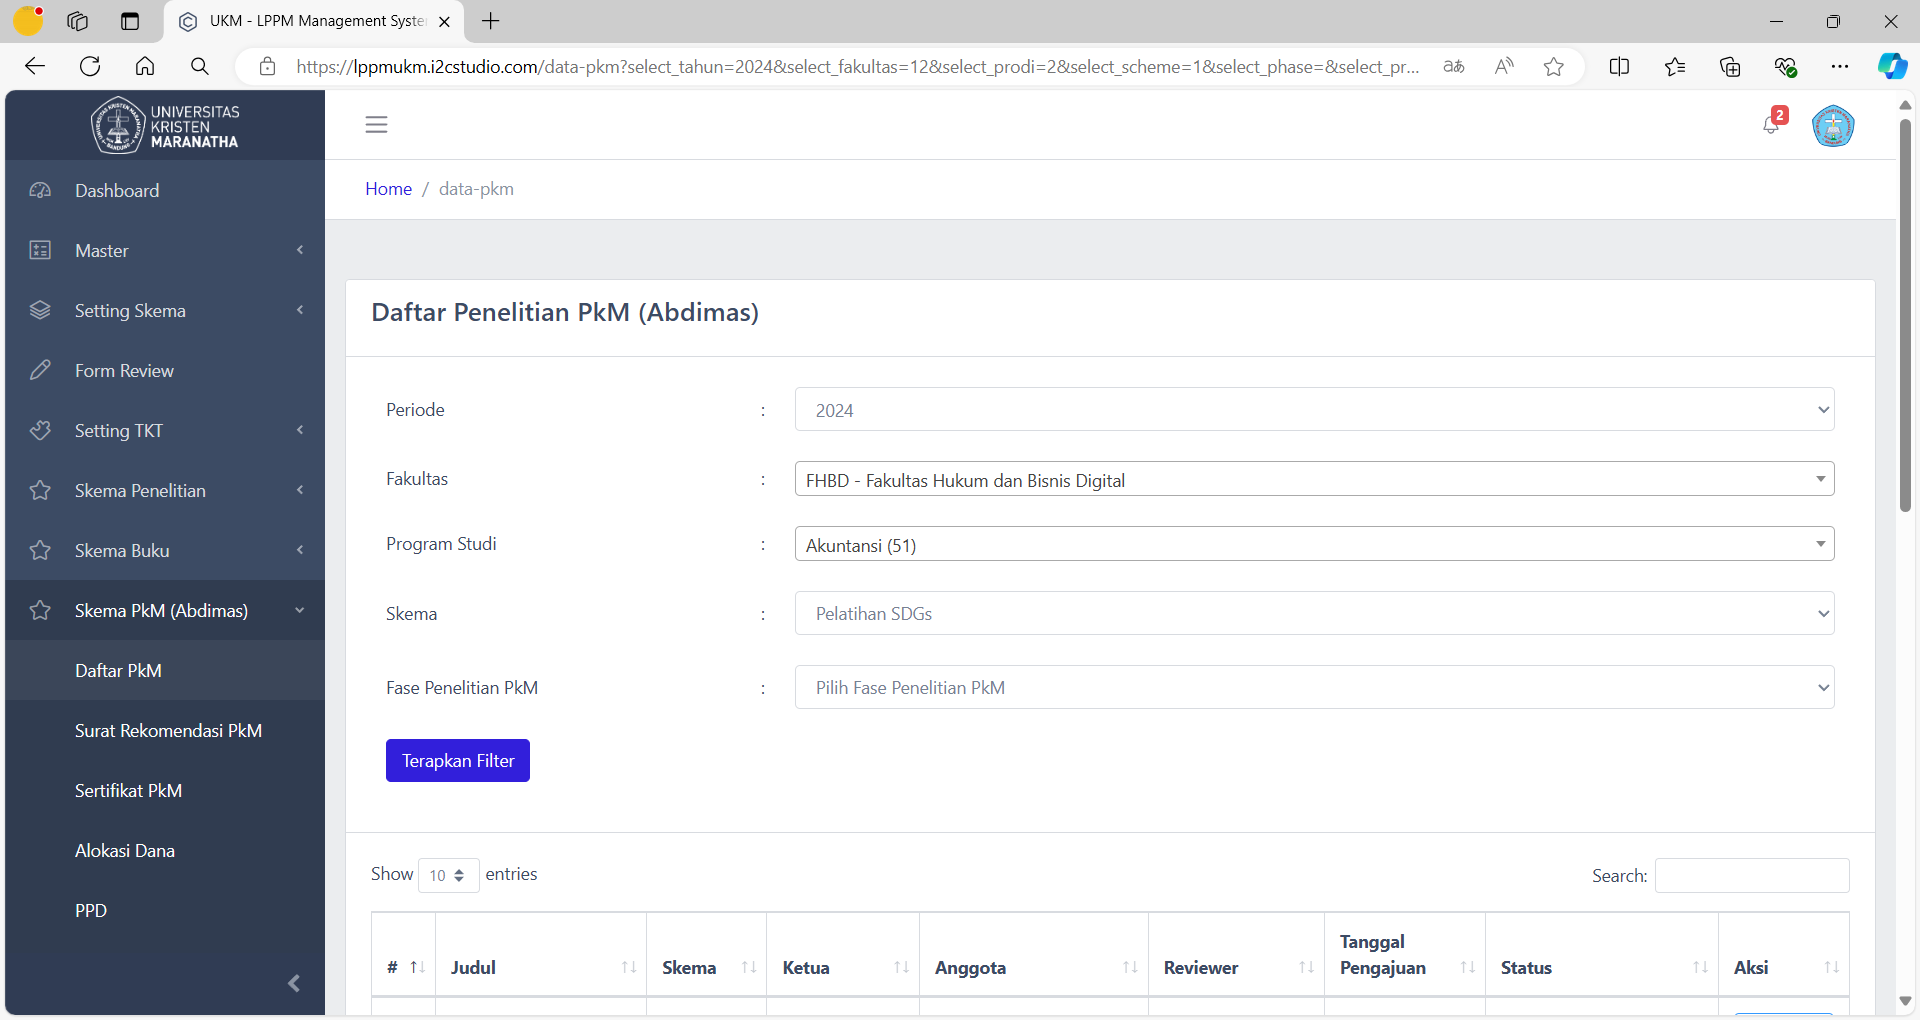 UKM - LPPM Management Syste
https://lppmukm.i2cstudio.com/data-pkm?select_tahun=2024&select_fakultas=12&select_prodi=2&select_scheme=1&select_phase=&select_pr...
UNIVERSITAS
KRISTEN
MARANATHA
2
Dashboard
Master
Setting Skema
Form Review
Setting TKT
Skema Penelitian
Skema Buku
Skema PkM (Abdimas)
Daftar PkM
Surat Rekomendasi PkM
Sertifikat PkM
Alokasi Dana
PPD
Home / data-pkm
Daftar Penelitian PkM (Abdimas)
Periode : 2024
Fakultas : FHBD - Fakultas Hukum dan Bisnis Digital
Program Studi : Akuntansi (51)
Skema : Pelatihan SDGs
Fase Penelitian PkM : Pilih Fase Penelitian PkM
Terapkan Filter
Show 10 entries
Search:
# Judul Skema Ketua Anggota Reviewer Tanggal Pengajuan Status Aksi